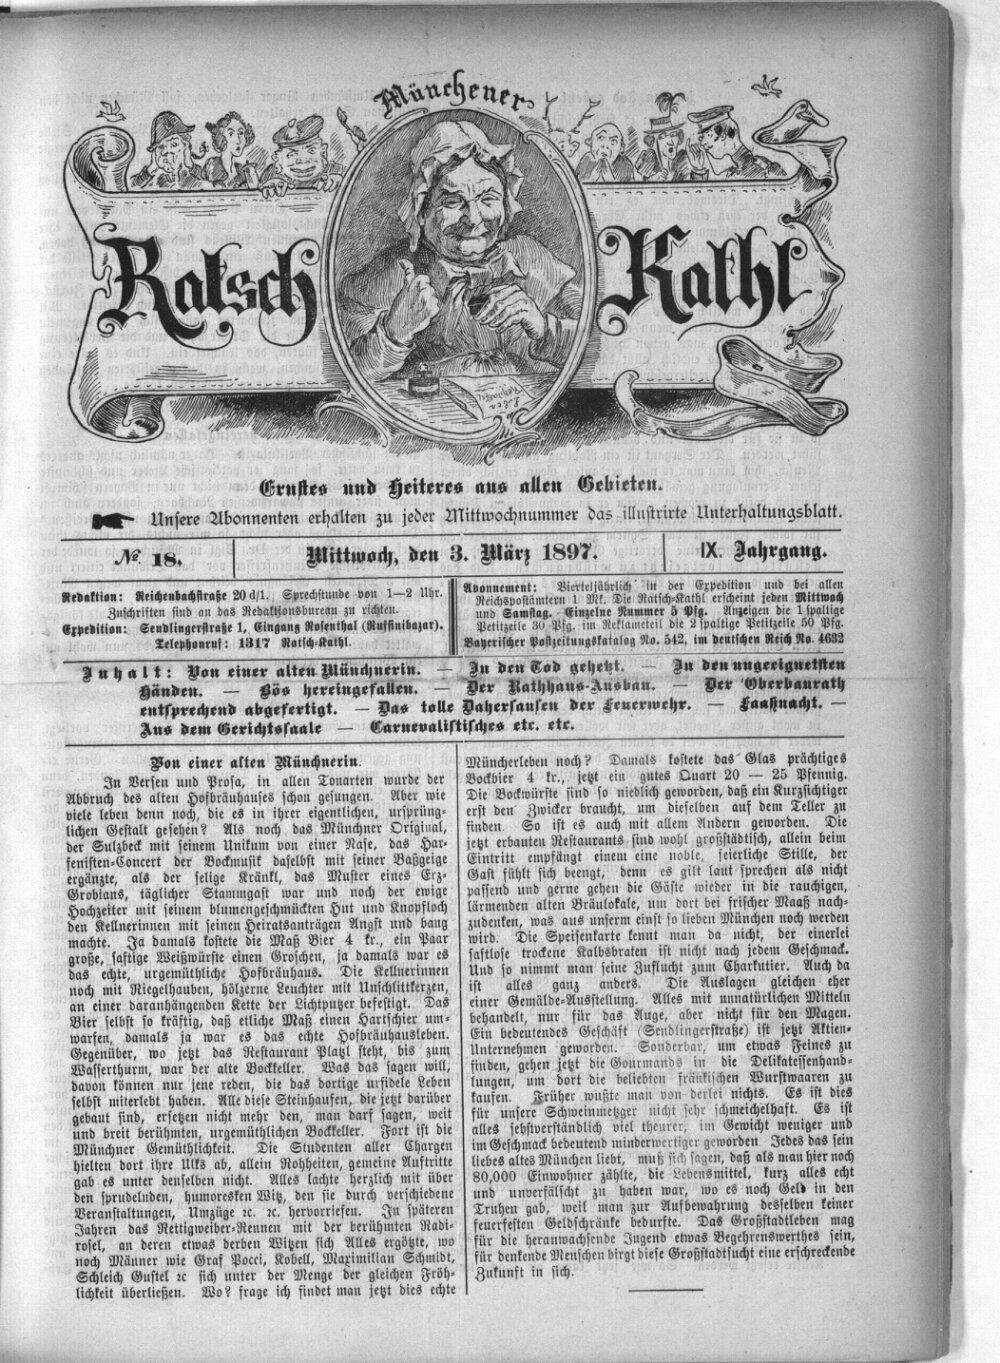 Münchener
Ratsch Kathl
Ernstes und Heiteres aus allen Gebieten.
Unsere Abonnenten erhalten zu jeder Mittwochnummer das illustrirte Unterhaltungsblatt.
№ 18. Mittwoch, den 3. März 1897. IX. Jahrgang.
Redaktion: Reichenbachstraße 20 d/1. Sprechstunde von 1—2 Uhr.
Zuschriften sind an das Redaktionsbureau zu richten.
Expedition: Sendlingerstraße 1, Eingang Rosenthal (Ruffinibazar).
Telephonruf: 1317 Ratsch-Kathl.
Abonnement: Vierteljährlich in der Expedition und bei allen
Reichspostämtern 1 Mk. Die Ratsch-Kathl erscheint jeden Mittwoch
und Samstag. Einzelne Nummer 5 Pfg. Anzeigen die 1spaltige
Petitzeile 30 Pfg. im Reklameteil die 2spaltige Petitzeile 50 Pfg.
Bayerischer Postzeitungskatalog No. 542, im deutschen Reich No. 4632
Inhalt: Von einer alten Münchnerin. — In den Tod gehetzt. — In den ungeeignetsten
Händen. — Bös hereingefallen. — Der Rathhaus-Ausbau. — Der Oberbaurath
entsprechend abgefertigt. — Das tolle Dahersausen der Feuerwehr. — Faaßnacht. —
Aus dem Gerichtssaale — Carnevalistisches etc. etc.
Von einer alten Münchnerin.
In Versen und Prosa, in allen Tonarten wurde der
Abbruch des alten Hofbräuhauses schon gesungen. Aber wie
viele leben denn noch, die es in ihrer eigentlichen, ursprüng-
lichen Gestalt gesehen? Als noch das Münchner Original,
der Sulzbeck mit seinem Unikum von einer Nase, das Har-
fenisten-Concert der Bockmusik daselbst mit seiner Baßgeige
ergänzte, als der selige Kränkl, das Muster eines Erz-
Grobians, täglicher Stammgast war und noch der ewige
Hochzeiter mit seinem blumengeschmückten Hut und Knopfloch
den Kellnerinnen mit seinen Heiratsanträgen Angst und bang
machte. Ja damals kostete die Maß Bier 4 kr., ein Paar
große, saftige Weißwürste einen Groschen, ja damals war es
das echte, urgemüthliche Hofbräuhaus. Die Kellnerinnen
noch mit Riegelhauben, hölzerne Leuchter mit Unschlittkerzen,
an einer daranhängenden Kette der Lichtputzer befestigt. Das
Bier selbst so kräftig, daß etliche Maß einen Hartschier um-
warfen, damals ja war es das echte Hofbräuhausleben.
Gegenüber, wo jetzt das Restaurant Platzl steht, bis zum
Wasserthurm, war der alte Bockkeller. Was das sagen will,
davon können nur jene reden, die das dortige urfidele Leben
selbst miterlebt haben. Alle diese Steinhaufen, die jetzt darüber
gebaut sind, ersetzen nicht mehr den, man darf sagen, weit
und breit berühmten, urgemüthlichen Bockkeller. Fort ist die
Münchner Gemüthlichkeit. Die Studenten aller Chargen
hielten dort ihre Ulks ab, allein Rohheiten, gemeine Auftritte
gab es unter denselben nicht. Alles lachte herzlich mit über
den sprudelnden, humoresken Witz, den sie durch verschiedene
Veranstaltungen, Umzüge ꝛc. ꝛc. hervorriefen. In späteren
Jahren das Rettigweiber-Rennen mit der berühmten Radi-
rosel, an deren etwas derben Witzen sich Alles ergötzte, wo
noch Männer wie Graf Pocci, Kobell, Maximilian Schmidt,
Schleich Gustel ꝛc sich unter der Menge der gleichen Fröh-
lichkeit überließen. Wo? frage ich findet man jetzt dies echte
Müncherleben noch? Damals kostete das Glas prächtiges
Bockbier 4 kr., jetzt ein gutes Quart 20 — 25 Pfennig.
Die Bockwürste sind so niedlich geworden, daß ein Kurzsichtiger
erst den Zwicker braucht, um dieselben auf dem Teller zu
finden. So ist es auch mit allem Andern geworden. Die
jetzt erbauten Restaurants sind wohl großstädtisch, allein beim
Eintritt empfängt einem eine noble, feierliche Stille, der
Gast fühlt sich beengt, denn es gilt laut sprechen als nicht
passend und gerne gehen die Gäste wieder in die rauchigen,
lärmenden alten Bräulokale, um dort bei frischer Maaß nach-
zudenken, was aus unserm einst so lieben München noch werden
wird. Die Speisenkarte kennt man da nicht, der einerlei
saftlose trockene Kalbsbraten ist nicht nach jedem Geschmack.
Und so nimmt man seine Zuflucht zum Charkutier. Auch da
ist alles ganz anders. Die Auslagen gleichen eher
einer Gemälde-Ausstellung. Alles mit unnatürlichen Mitteln
behandelt, nur für das Auge, aber nicht für den Magen.
Ein bedeutendes Geschäft (Sendlingerstraße) ist jetzt Aktien-
Unternehmen geworden. Sonderbar, um etwas Feines zu
finden, gehen jetzt die Gourmands in die Delikatessenhand-
lungen, um dort die beliebten fränkischen Wurstwaaren zu
kaufen. Früher wußte man von derlei nichts. Es ist dies
für unsere Schweinmetzger nicht sehr schmeichelhaft. Es ist
alles sebstverständlich viel theurer, im Gewicht weniger und
im Geschmack bedeutend minderwertiger geworden Jedes das sein
liebes altes München liebt, muß sich sagen, daß als man hier noch
80,000 Einwohner zählte, die Lebensmittel, kurz alles echt
und unverfälscht zu haben war, wo es noch Geld in den
Truhen gab, weil man zur Aufbewahrung desselben keiner
feuerfesten Geldschränke bedurfte. Das Großstadtleben mag
für die heranwachsende Jugend etwas Begehrenswerthes sein,
für denkende Menschen birgt diese Großstadtsucht eine erschreckende
Zukunft in sich.